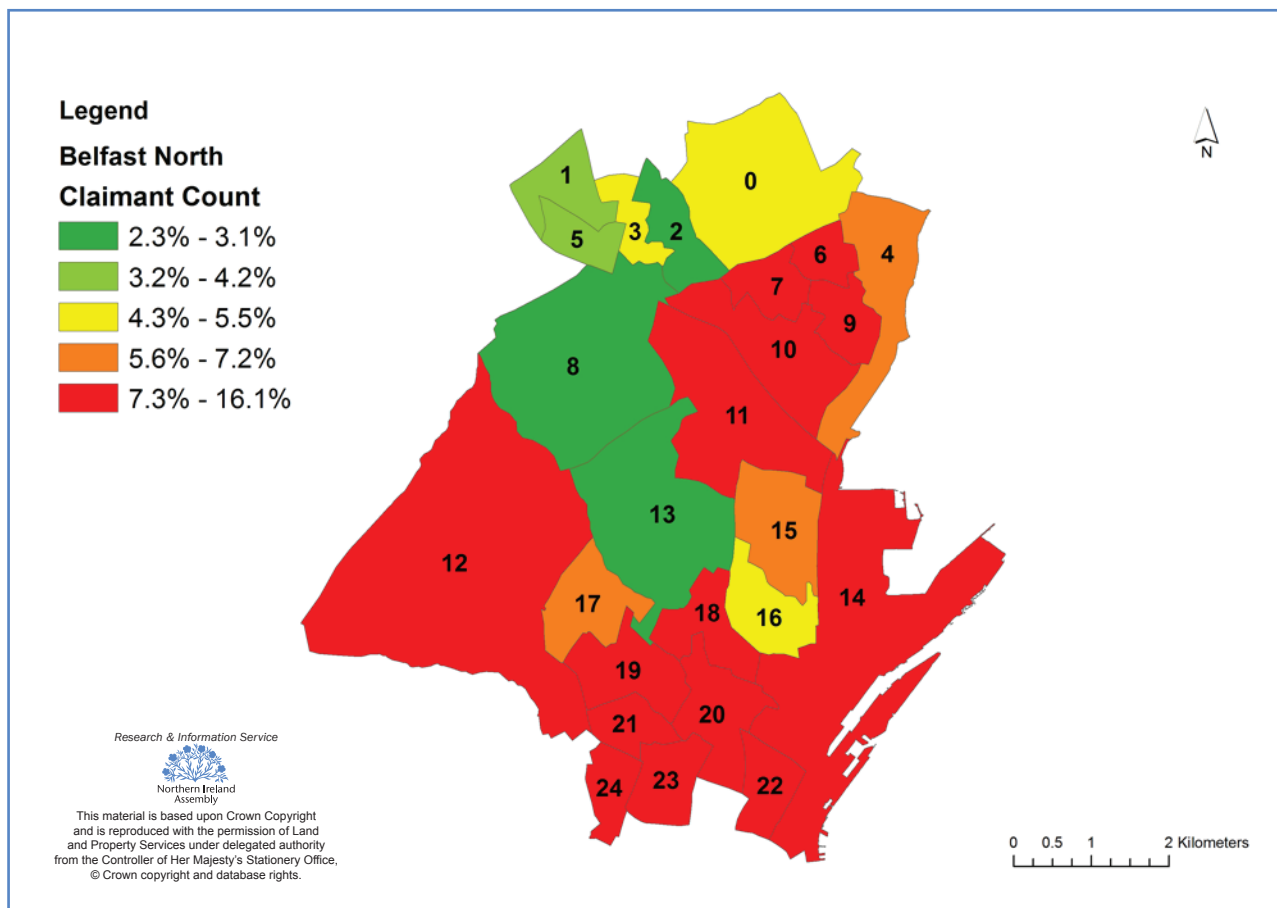 Legend
Belfast North
Claimant Count
2.3% - 3.1%
3.2% - 4.2%
4.3% - 5.5%
5.6% - 7.2%
7.3% - 16.1%
N
0
1
2
3
4
5
6
7
8
9
10
11
12
13
14
15
16
17
18
19
20
21
22
23
24
Research & Information Service
Northern Ireland
Assembly
This material is based upon Crown Copyright
and is reproduced with the permission of Land
and Property Services under delegated authority
from the Controller of Her Majesty's Stationery Office,
© Crown copyright and database rights.
0 0.5 1 2 Kilometers